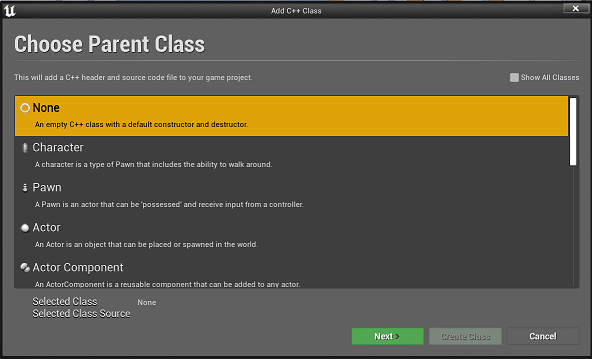 Add C++ Class
Choose Parent Class
This will add a C++ header and source code file to your game project.
Show All Classes
None
An empty C++ class with a default constructor and destructor.
Character
A character is a type of Pawn that includes the ability to walk around.
Pawn
A Pawn is an actor that can be 'possessed' and receive input from a controller.
Actor
An Actor is an object that can be placed or spawned in the world.
Actor Component
An ActorComponent is a reusable component that can be added to any actor.
Selected Class None
Selected Class Source
Next > Create Class Cancel